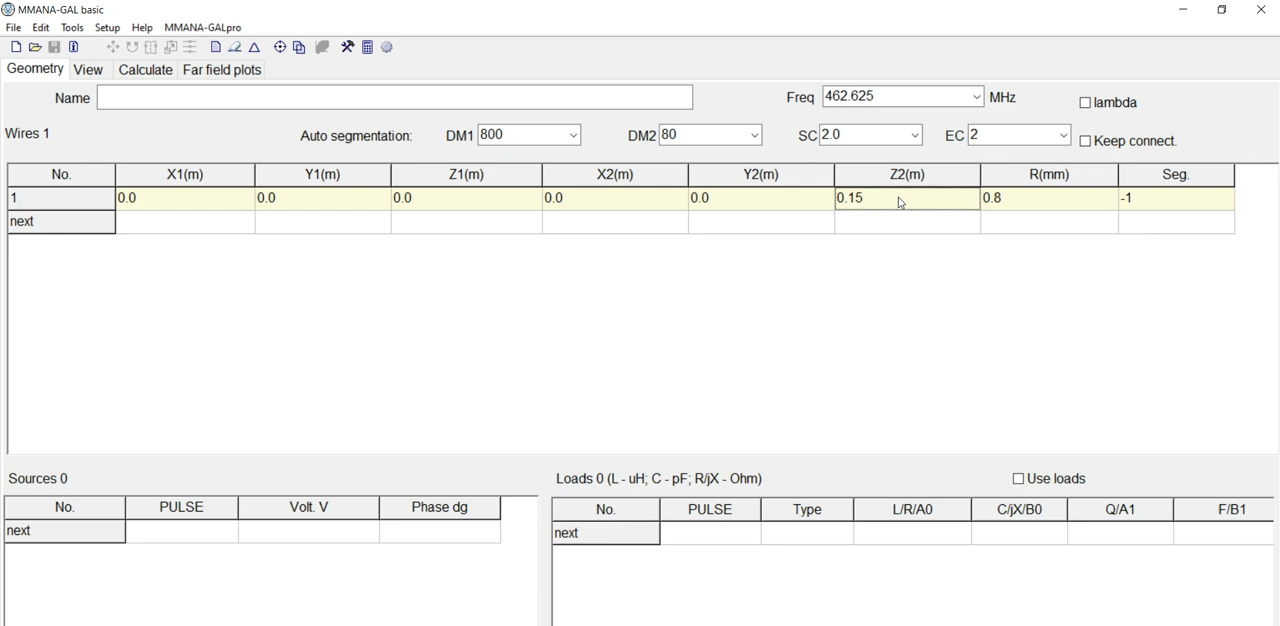 MMANA-GAL basic
File Edit Tools Setup Help MMANA-GALpro
Geometry View Calculate Far field plots
Name Freq 462.625 MHz lambda
Wires 1 Auto segmentation: DM1 800 DM2 80 SC 2.0 EC 2 Keep connect.
No. X1(m) Y1(m) Z1(m) X2(m) Y2(m) Z2(m) R(mm) Seg.
1 0.0 0.0 0.0 0.0 0.0 0.15 0.8 -1
next
Sources 0 Loads 0 (L - uH; C - pF; R/jX - Ohm) Use loads
No. PULSE Volt. V Phase dg No. PULSE Type L/R/A0 C/jX/B0 Q/A1 F/B1
next next